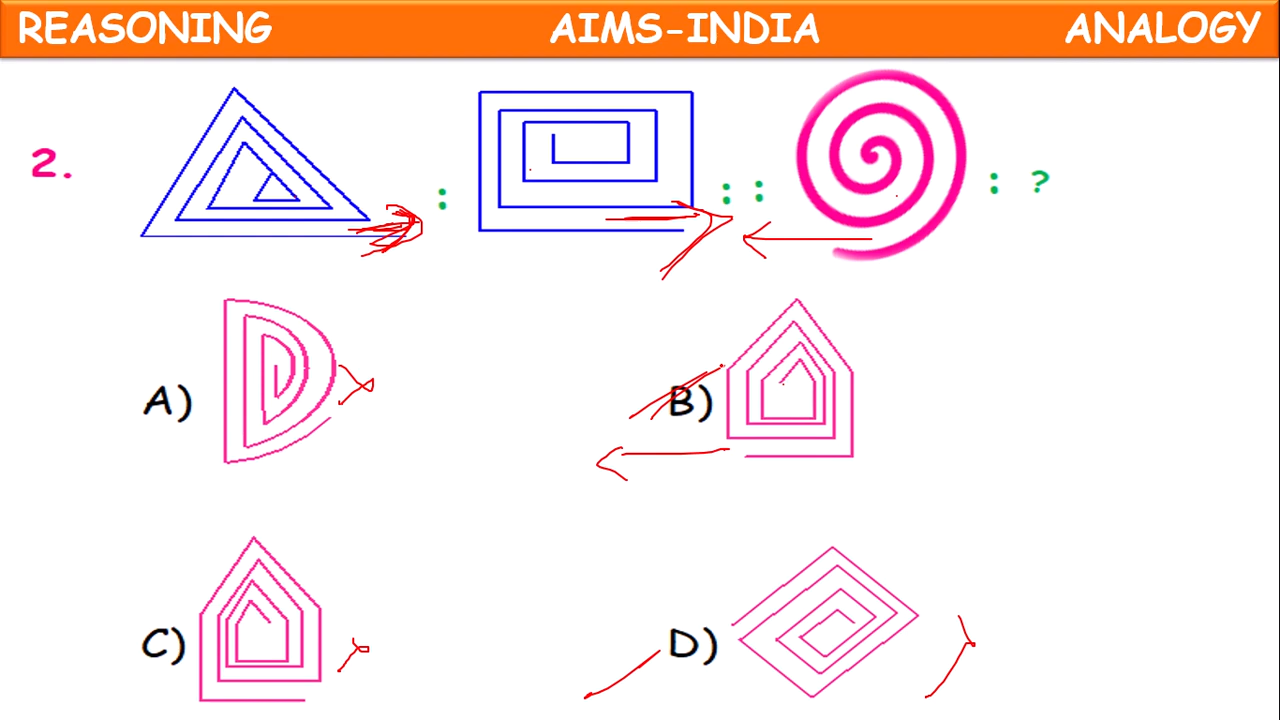 REASONING AIMS-INDIA ANALOGY
2. : : : : ?
A) B)
C) D)